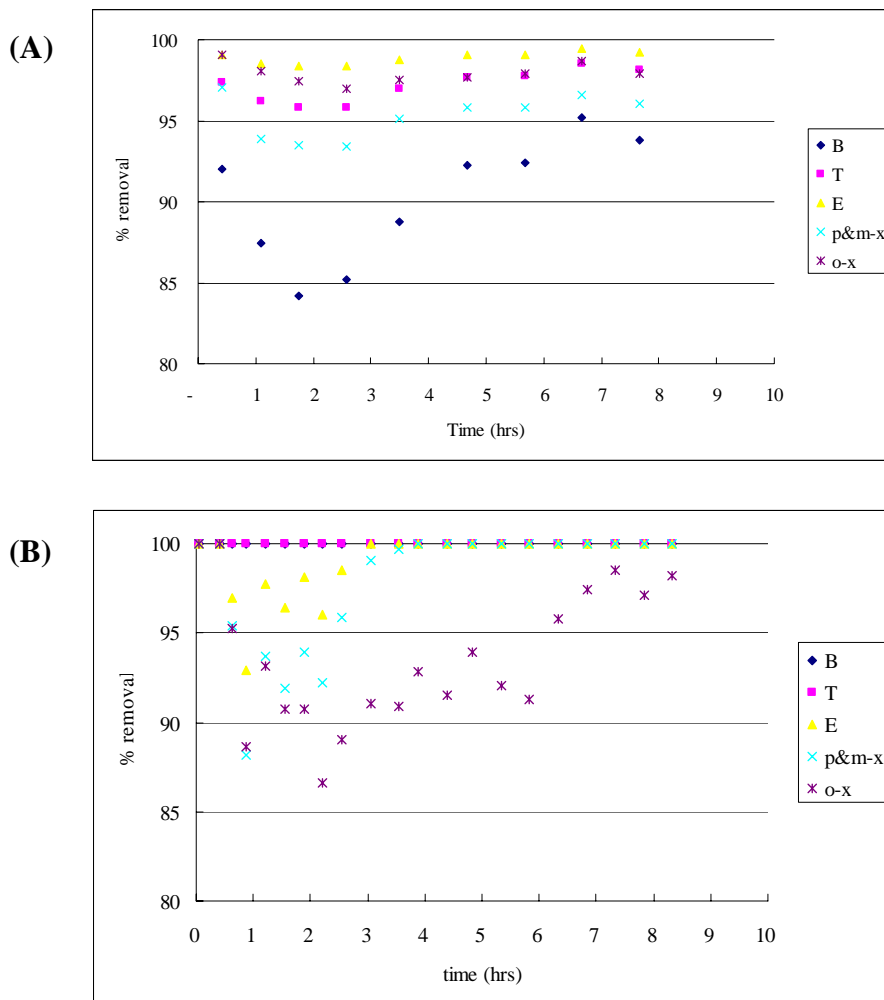 (A)
100
95
90
85
80
% removal
- 1 2 3 4 5 6 7 8 9 10
Time (hrs)
B
T
E
p&m-x
o-x
(B)
100
95
90
85
80
% removal
0 1 2 3 4 5 6 7 8 9 10
time (hrs)
B
T
E
p&m-x
o-x